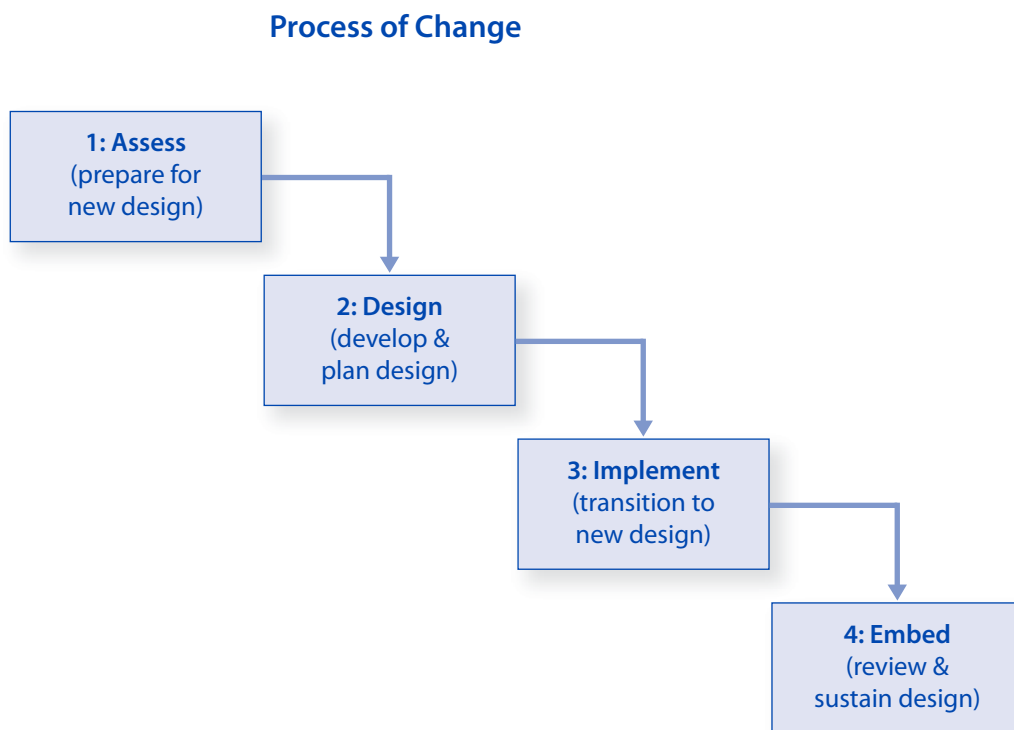 Process of Change
1: Assess
(prepare for
new design)
2: Design
(develop &
plan design)
3: Implement
(transition to
new design)
4: Embed
(review &
sustain design)